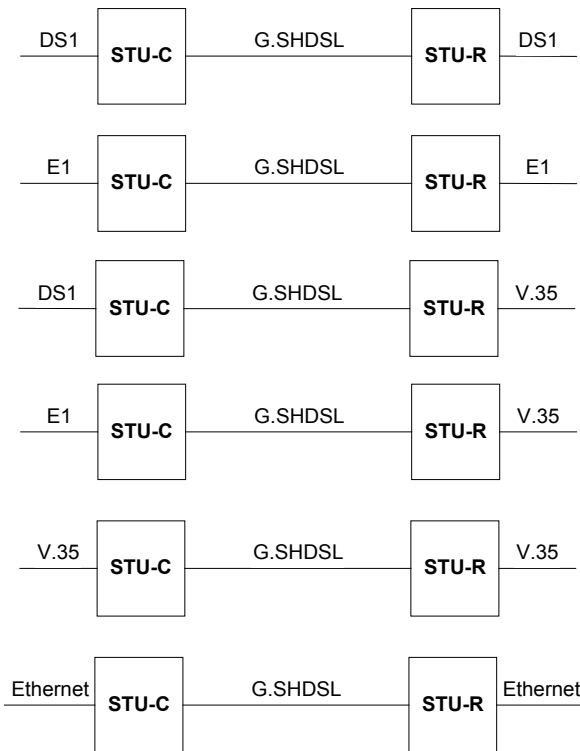 DS1 STU-C G.SHDSL STU-R DS1
E1 STU-C G.SHDSL STU-R E1
DS1 STU-C G.SHDSL STU-R V.35
E1 STU-C G.SHDSL STU-R V.35
V.35 STU-C G.SHDSL STU-R V.35
Ethernet STU-C G.SHDSL STU-R Ethernet